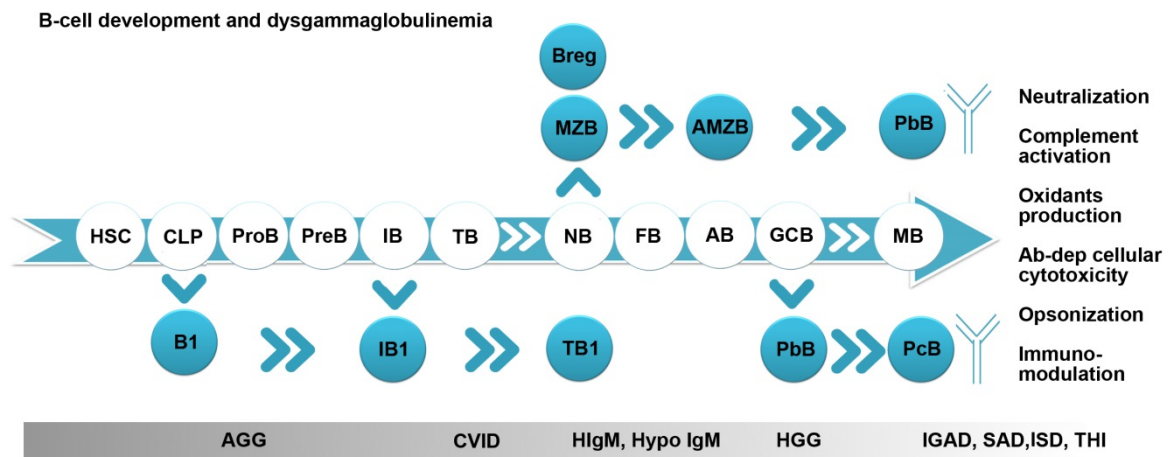 B-cell development and dysgammaglobulinemia
Breg
MZB
AMZB
PbB
Neutralization
Complement
activation
Oxidants
production
Ab-dep cellular
cytotoxicity
Opsonization
Immuno-
modulation
HSC CLP ProB PreB IB TB NB FB AB GCB MB
B1 IB1 TB1 PbB PcB
AGG CVID HIgM, Hypo IgM HGG IGAD, SAD,ISD, THI